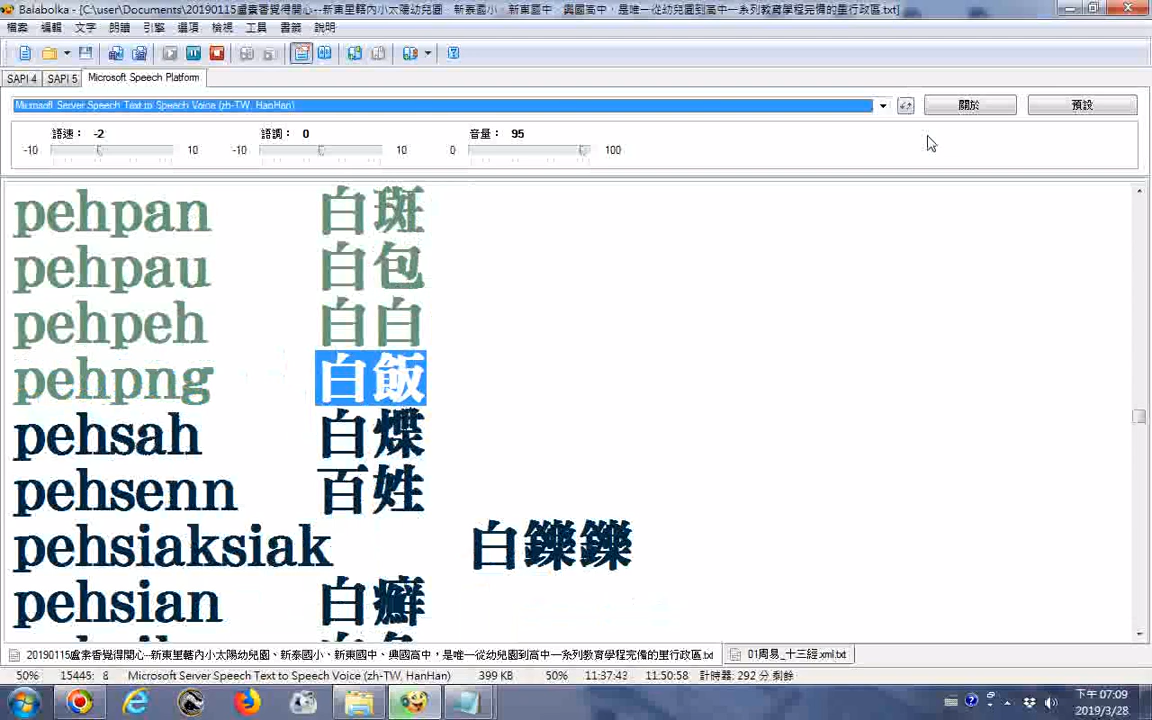 Balabolka - [C:\user\Documents\20190115盧素香覺得開心--新東里轄內小太陽幼兒園、新泰國小、新東國中、興國高中，是唯一從幼兒園到高中一系列教育學程完備的里行政區.txt]
檔案 編輯 文字 朗讀 引擎 選項 檢視 工具 書籤 說明
SAPI 4 SAPI 5 Microsoft Speech Platform
Microsoft Server Speech Text to Speech Voice (zh-TW, HanHan) 關於 預設
語速： -2 語調： 0 音量： 95
-10 10 -10 10 0 100
pehpan 白斑
pehpau 白包
pehpeh 白白
pehpng 白飯
pehsah 白煠
pehsenn 百姓
pehsiaksiak 白鑠鑠
pehsian 白癬
20190115盧素香覺得開心--新東里轄內小太陽幼兒園、新泰國小、新東國中、興國高中，是唯一從幼兒園到高中一系列教育學程完備的里行政區.txt 01周易_十三經.xml.txt
50% 15445: 8 Microsoft Server Speech Text to Speech Voice (zh-TW, HanHan) 399 KB 50% 11:37:43 11:50:58 計時器: 292 分 剩餘
下午 07:09
2019/3/28